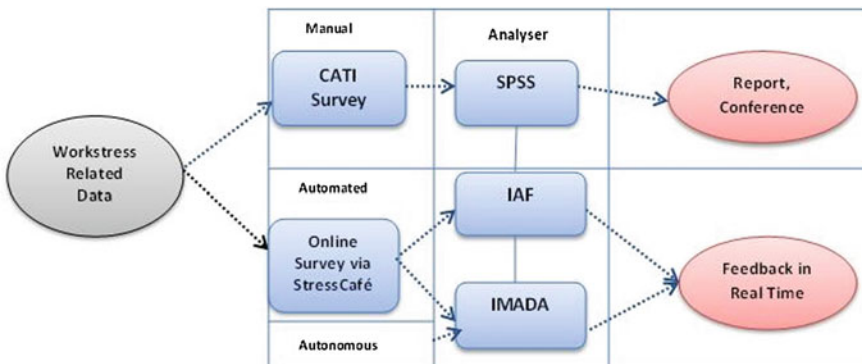 Manual
Analyser
CATI
Survey
SPSS
Report,
Conference
Workstress
Related
Data
Automated
IAF
Online
Survey via
StressCafé
Feedback in
Real Time
IMADA
Autonomous